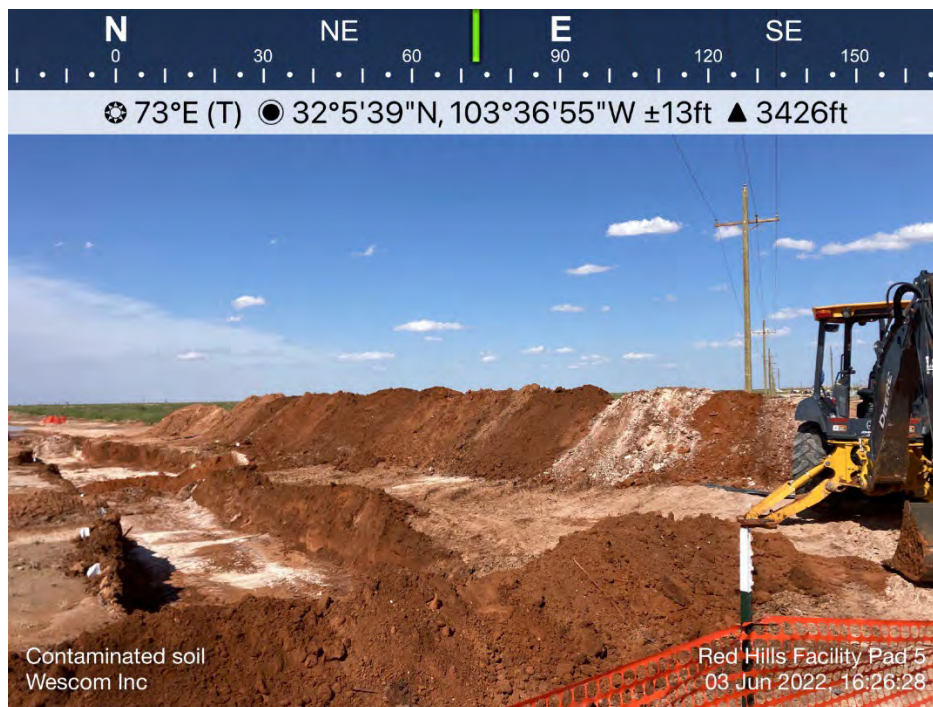 N NE E SE
0 30 60 90 120 150
73°E (T) 32°5'39"N, 103°36'55"W ±13ft ▲ 3426ft
DEERE
Contaminated soil
Wescom Inc
Red Hills Facility Pad 5
03 Jun 2022, 16:26:28